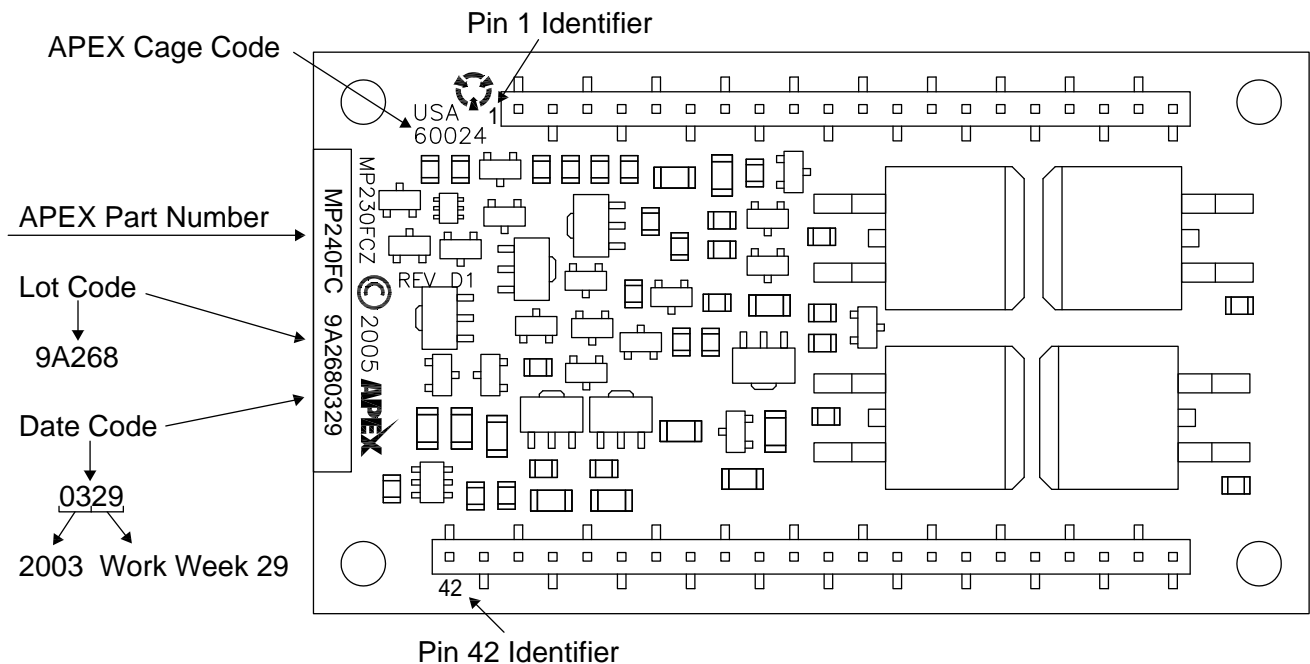 Pin 1 Identifier
APEX Cage Code
USA
60024
1
APEX Part Number
Lot Code
9A268
Date Code
0329
2003 Work Week 29
MP240FC 9A2680329
MP230FCZ © 2005 APEX
REV D1
42
Pin 42 Identifier